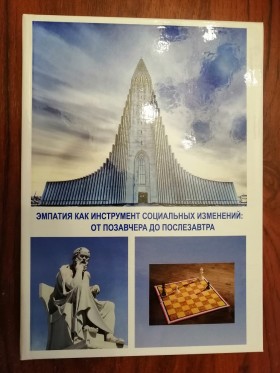 ЭМПАТИЯ КАК ИНСТРУМЕНТ СОЦИАЛЬНЫХ ИЗМЕНЕНИЙ:
ОТ ПОЗАВЧЕРА ДО ПОСЛЕЗАВТРА